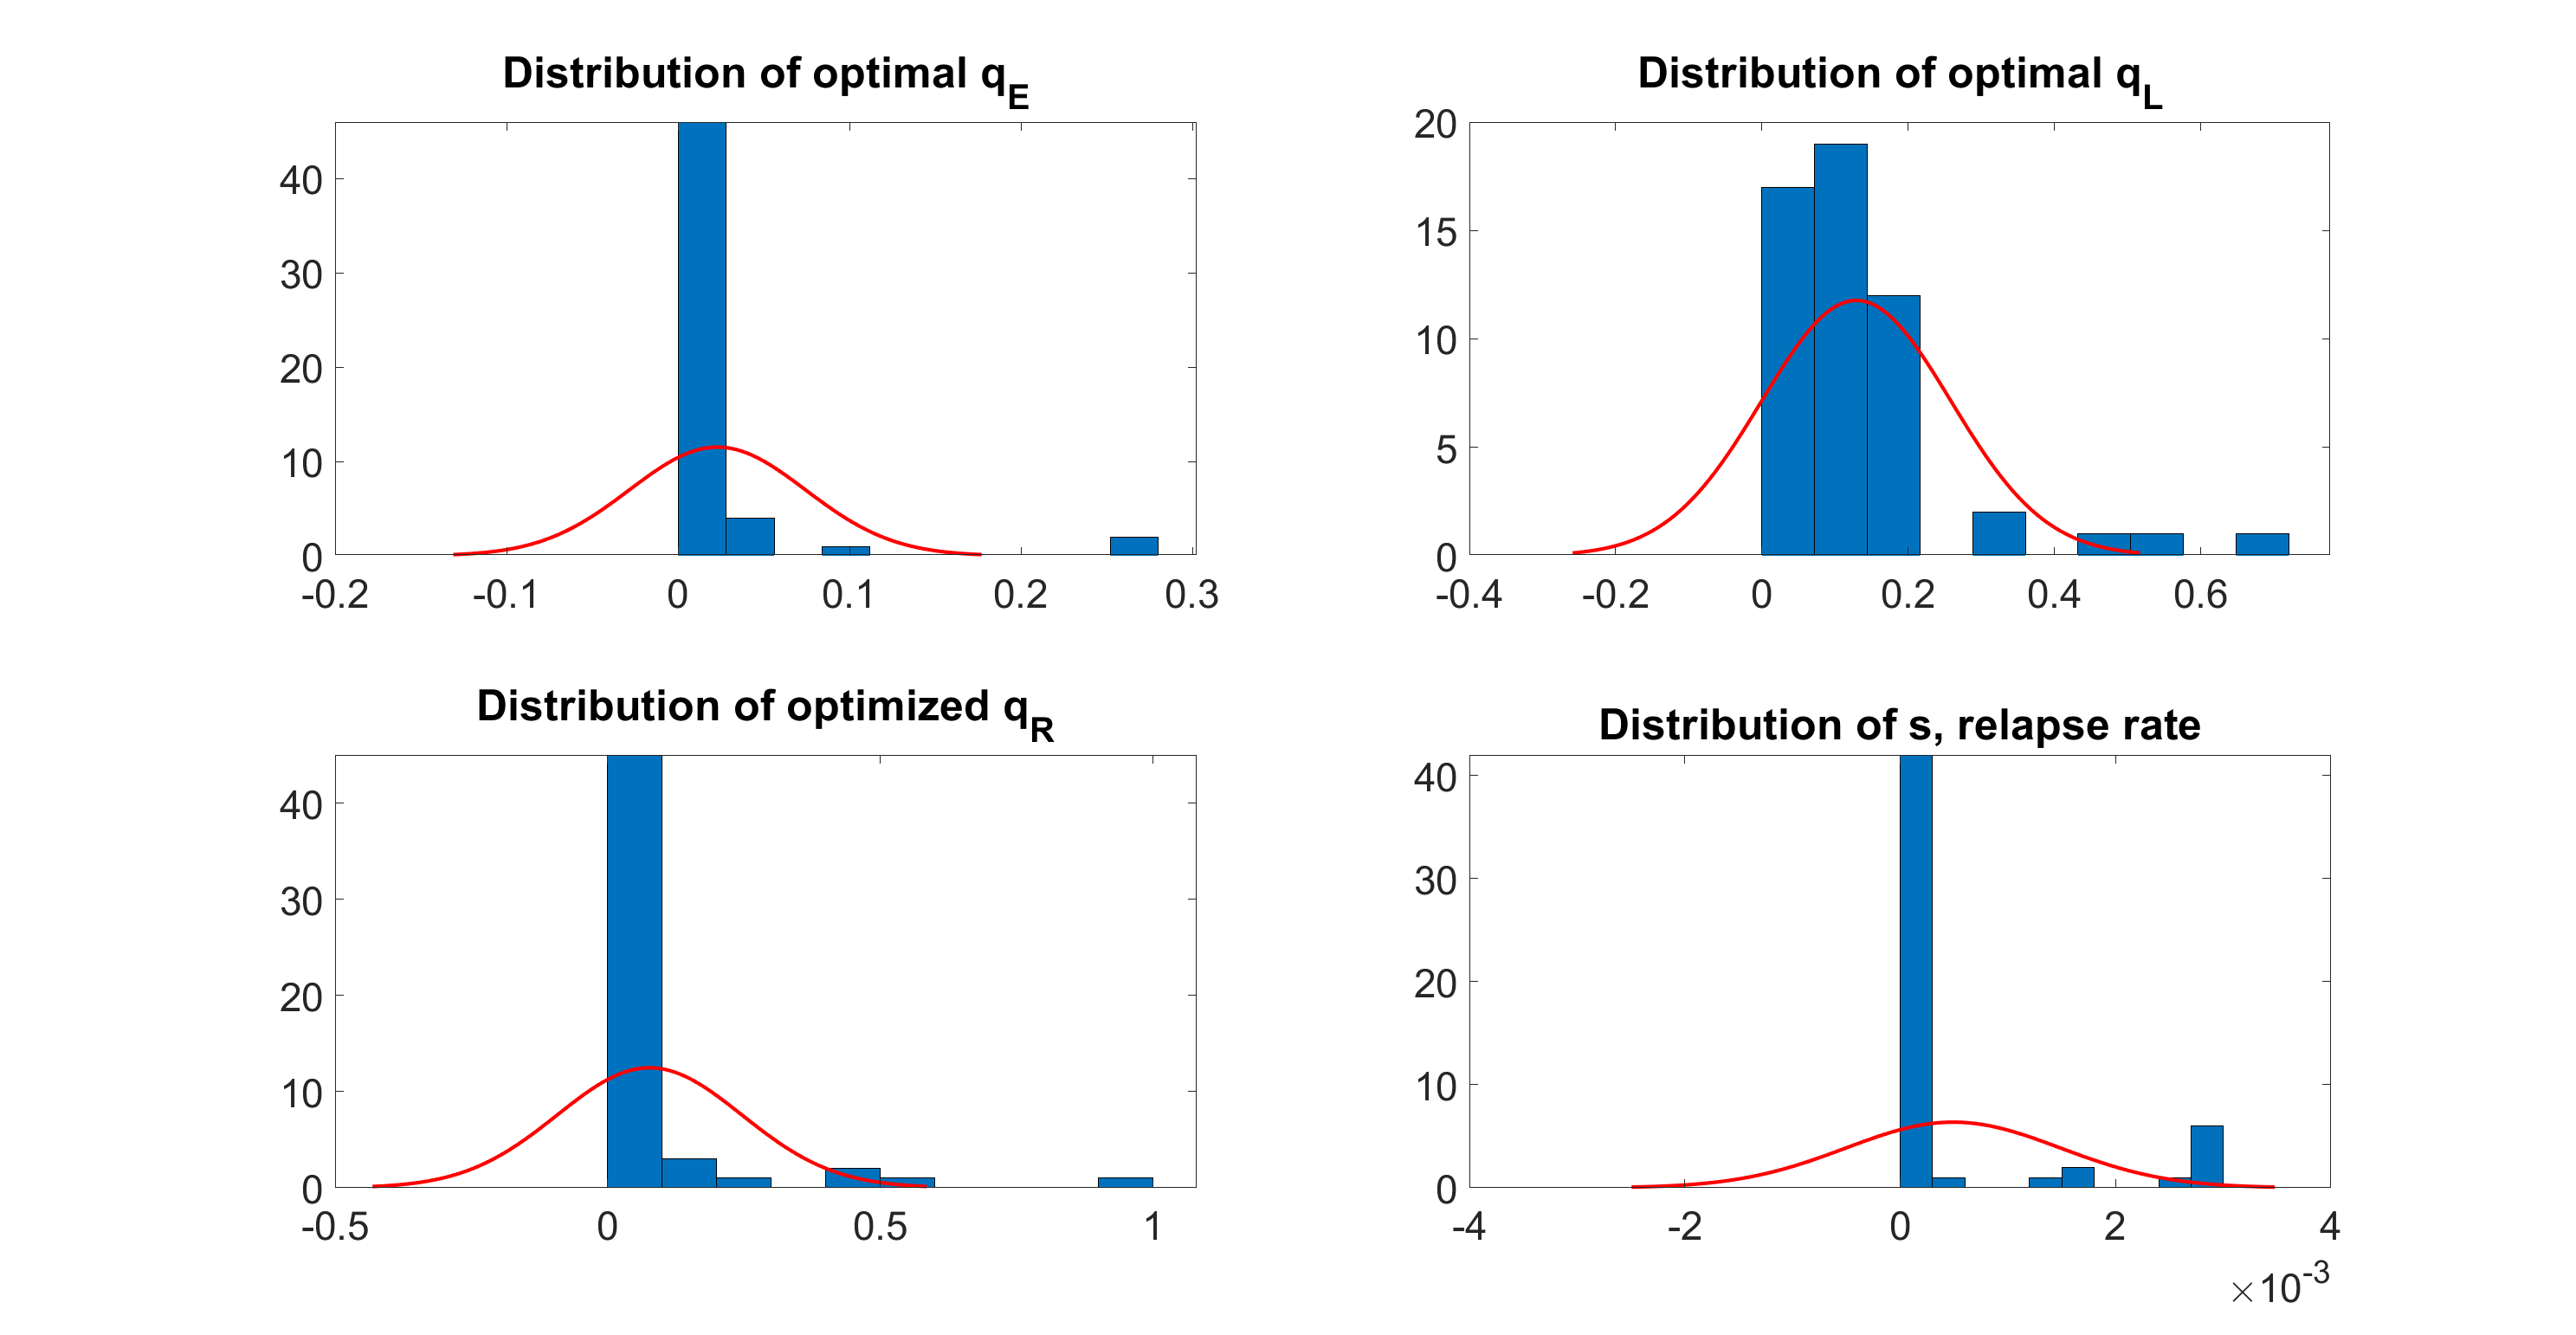 Distribution of optimal q_E
40
30
20
10
0
-0.2 -0.1 0 0.1 0.2 0.3
Distribution of optimal q_L
20
15
10
5
0
-0.4 -0.2 0 0.2 0.4 0.6
Distribution of optimized q_R
40
30
20
10
0
-0.5 0 0.5 1
Distribution of s, relapse rate
40
30
20
10
0
-4 -2 0 2 4
×10^-3